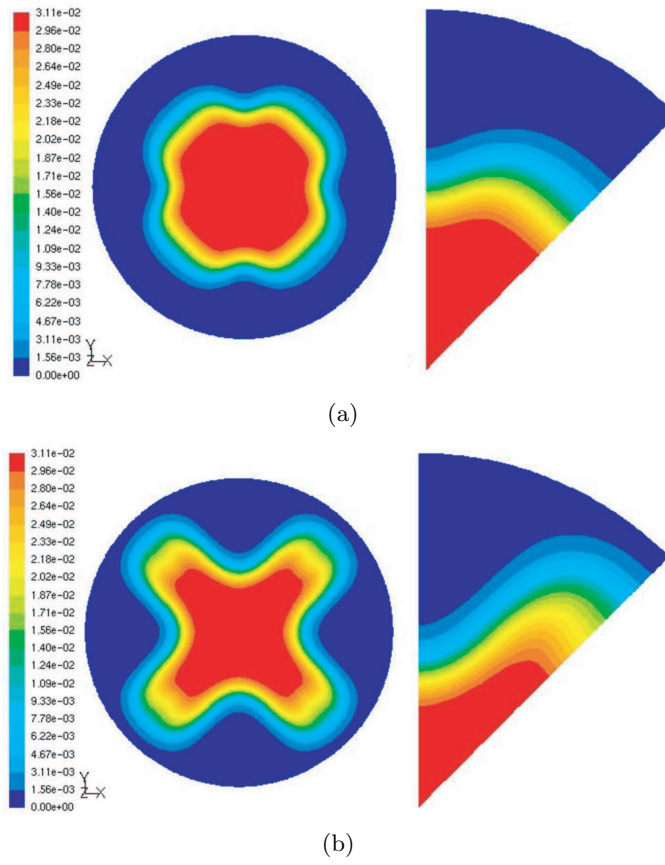 3.11e-02
2.96e-02
2.80e-02
2.64e-02
2.49e-02
2.33e-02
2.18e-02
2.02e-02
1.87e-02
1.71e-02
1.56e-02
1.40e-02
1.24e-02
1.09e-02
9.33e-03
7.78e-03
6.22e-03
4.67e-03
3.11e-03
1.56e-03
0.00e+00
Y
Z X
(a)
3.11e-02
2.96e-02
2.80e-02
2.64e-02
2.49e-02
2.33e-02
2.18e-02
2.02e-02
1.87e-02
1.71e-02
1.56e-02
1.40e-02
1.24e-02
1.09e-02
9.33e-03
7.78e-03
6.22e-03
4.67e-03
3.11e-03
1.56e-03
0.00e+00
Y
Z X
(b)